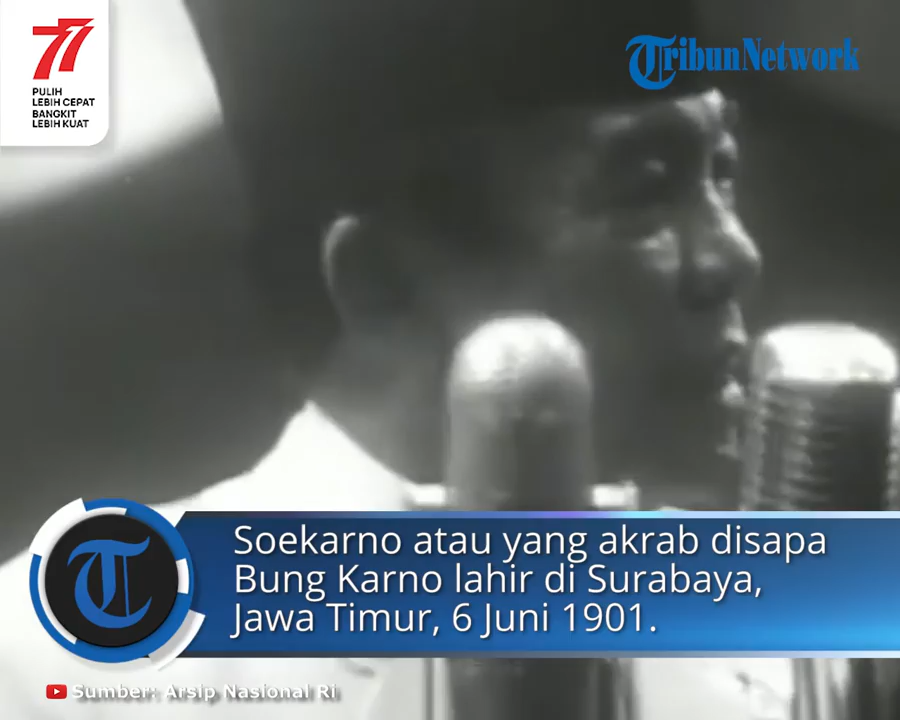 77
PULIH
LEBIH CEPAT
BANGKIT
LEBIH KUAT
TribunNetwork
T
Soekarno atau yang akrab disapa
Bung Karno lahir di Surabaya,
Jawa Timur, 6 Juni 1901.
Sumber: Arsip Nasional Ri